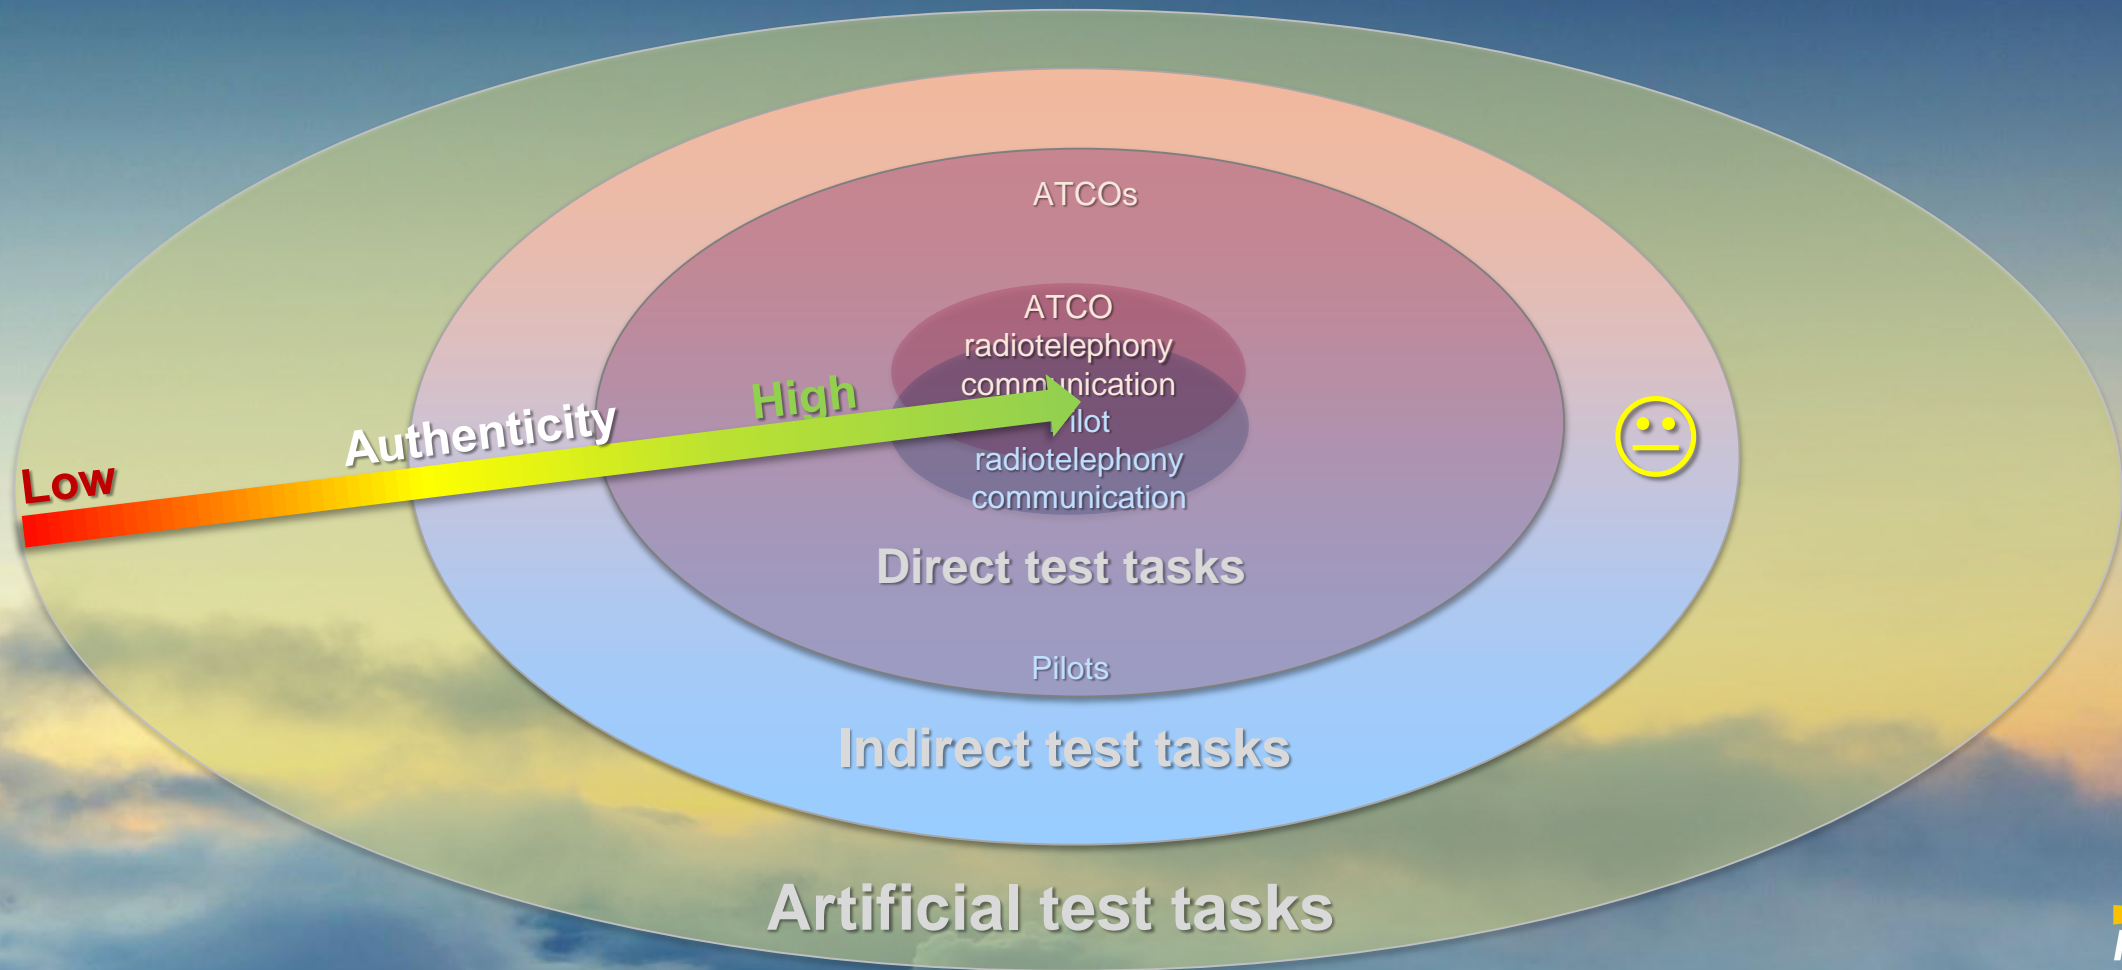 ATCOs
ATCO
radiotelephony
communication
Pilot
radiotelephony
communication
High
Authenticity
Low
Direct test tasks
Pilots
Indirect test tasks
Artificial test tasks